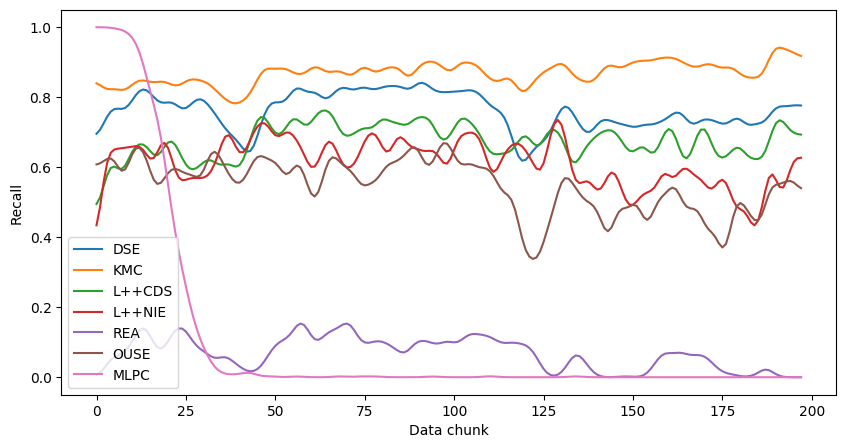 1.0
0.8
0.6
0.4
0.2
0.0
Recall
DSE
KMC
L++CDS
L++NIE
REA
OUSE
MLPC
0 25 50 75 100 125 150 175 200
Data chunk